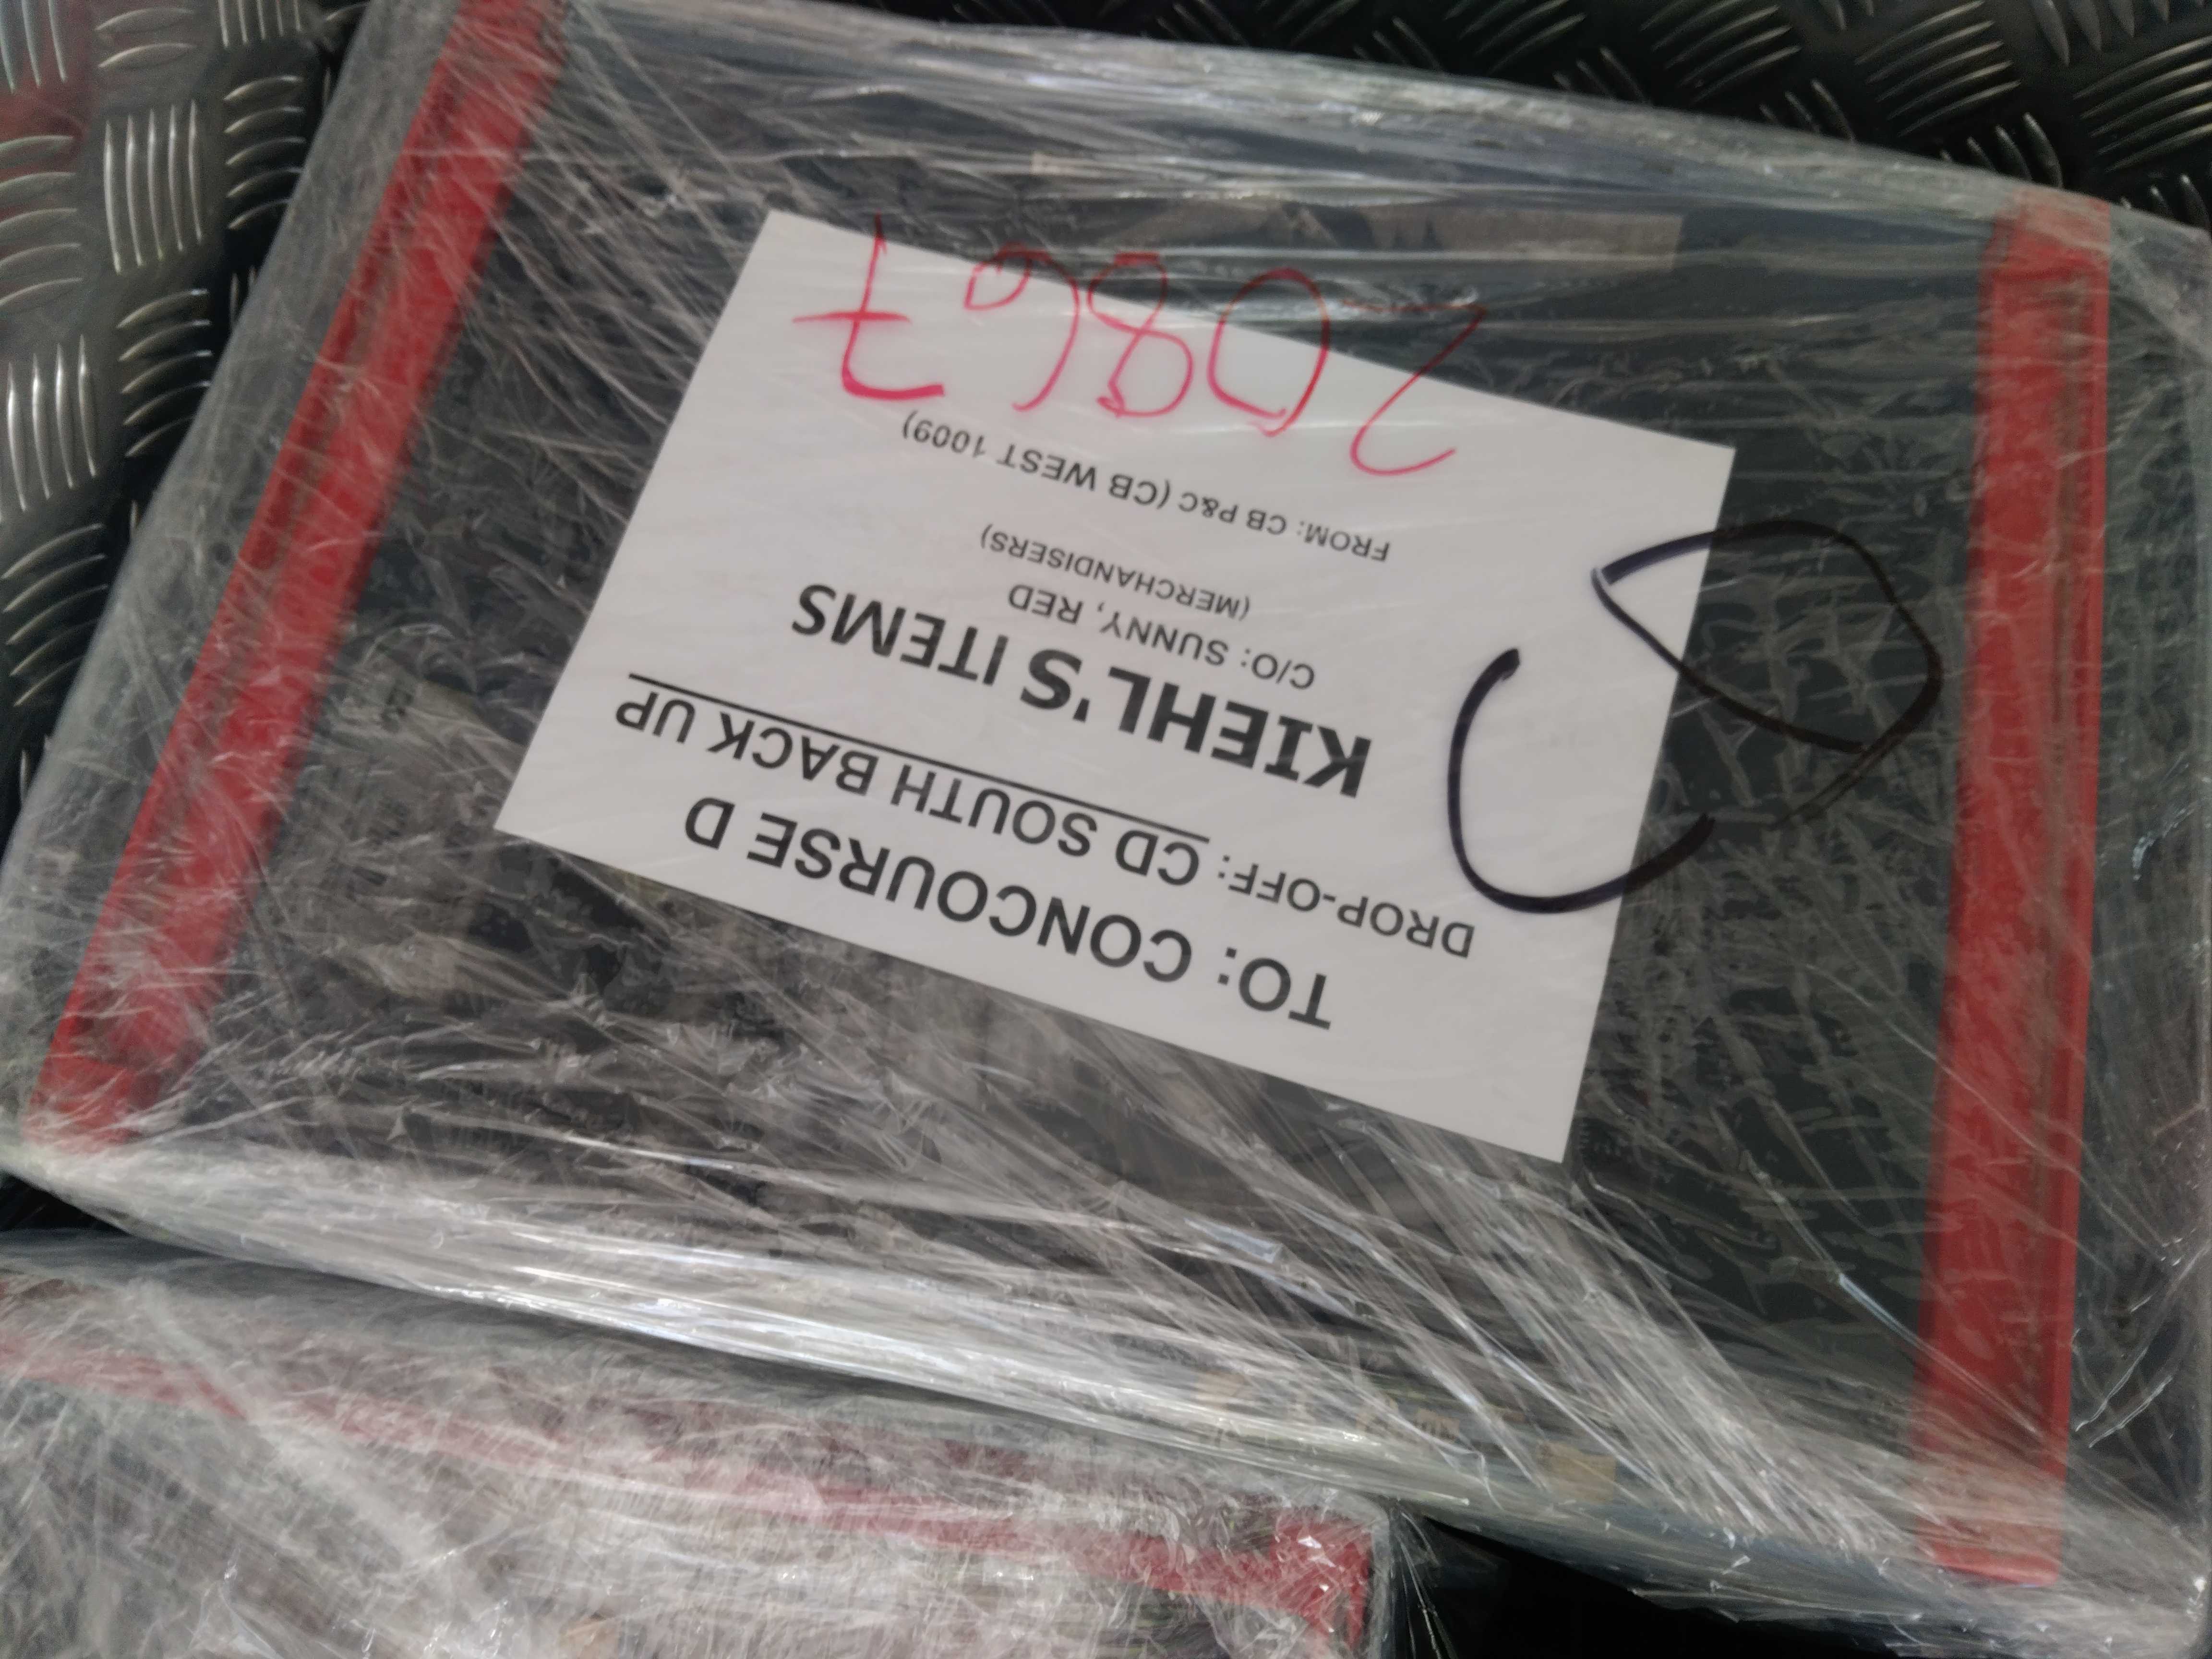 TO: CONCOURSE D
DROP-OFF: CD SOUTH BACK UP
KIEHL'S ITEMS
C/O: SUNNY, RED
(MERCHANDISERS)
FROM: CB P&C (CB WEST 1009)
20867
CD